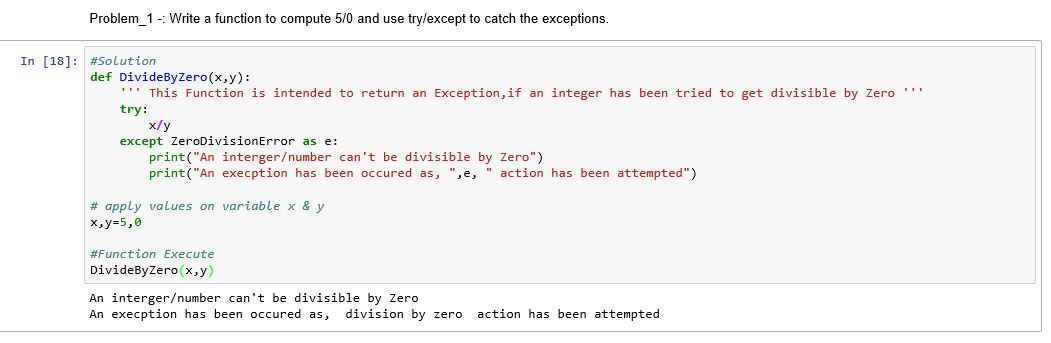 Problem_1 -: Write a function to compute 5/0 and use try/except to catch the exceptions.
In [18]: #Solution
def DivideByZero(x,y):
    ''' This Function is intended to return an Exception,if an integer has been tried to get divisible by Zero '''
    try:
        x/y
    except ZeroDivisionError as e:
        print("An interger/number can't be divisible by Zero")
        print("An execption has been occured as, ",e, " action has been attempted")
# apply values on variable x & y
x,y=5,0
#Function Execute
DivideByZero(x,y)
An interger/number can't be divisible by Zero
An execption has been occured as,  division by zero  action has been attempted